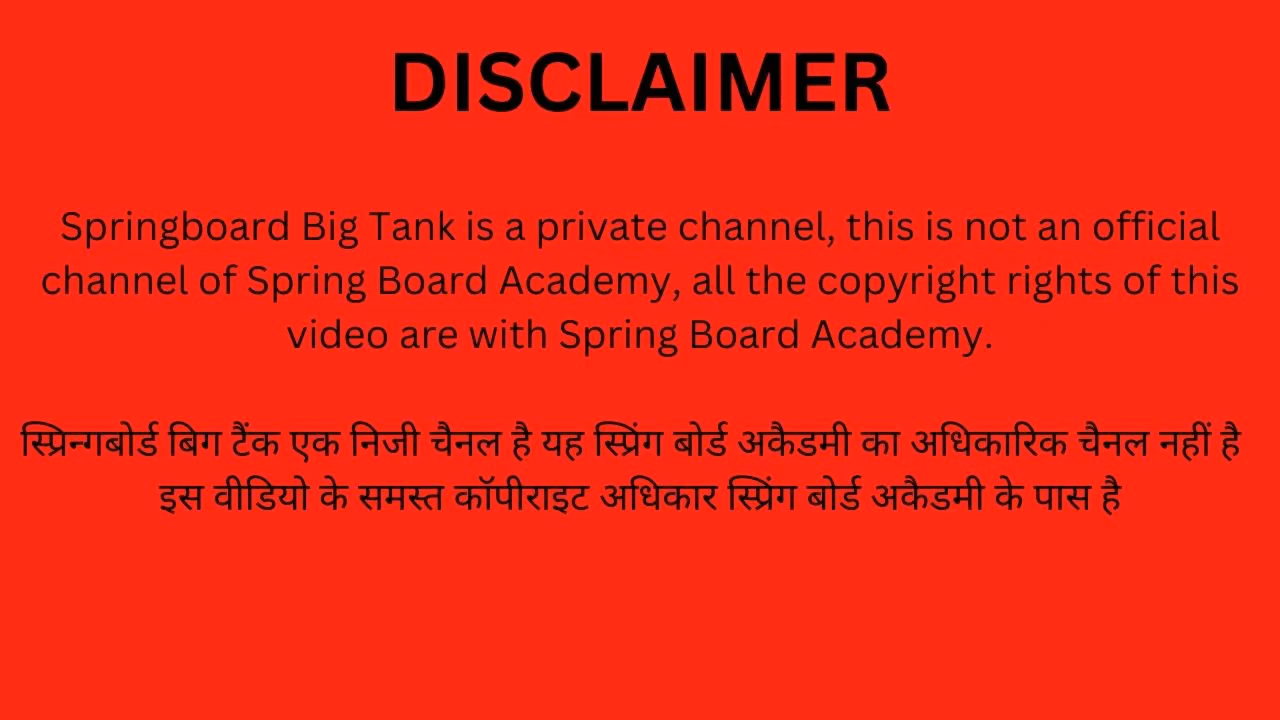 DISCLAIMER
Springboard Big Tank is a private channel, this is not an official
channel of Spring Board Academy, all the copyright rights of this
video are with Spring Board Academy.
स्प्रिन्गबोर्ड बिग टैंक एक निजी चैनल है यह स्प्रिंग बोर्ड अकैडमी का अधिकारिक चैनल नहीं है
इस वीडियो के समस्त कॉपीराइट अधिकार स्प्रिंग बोर्ड अकैडमी के पास है